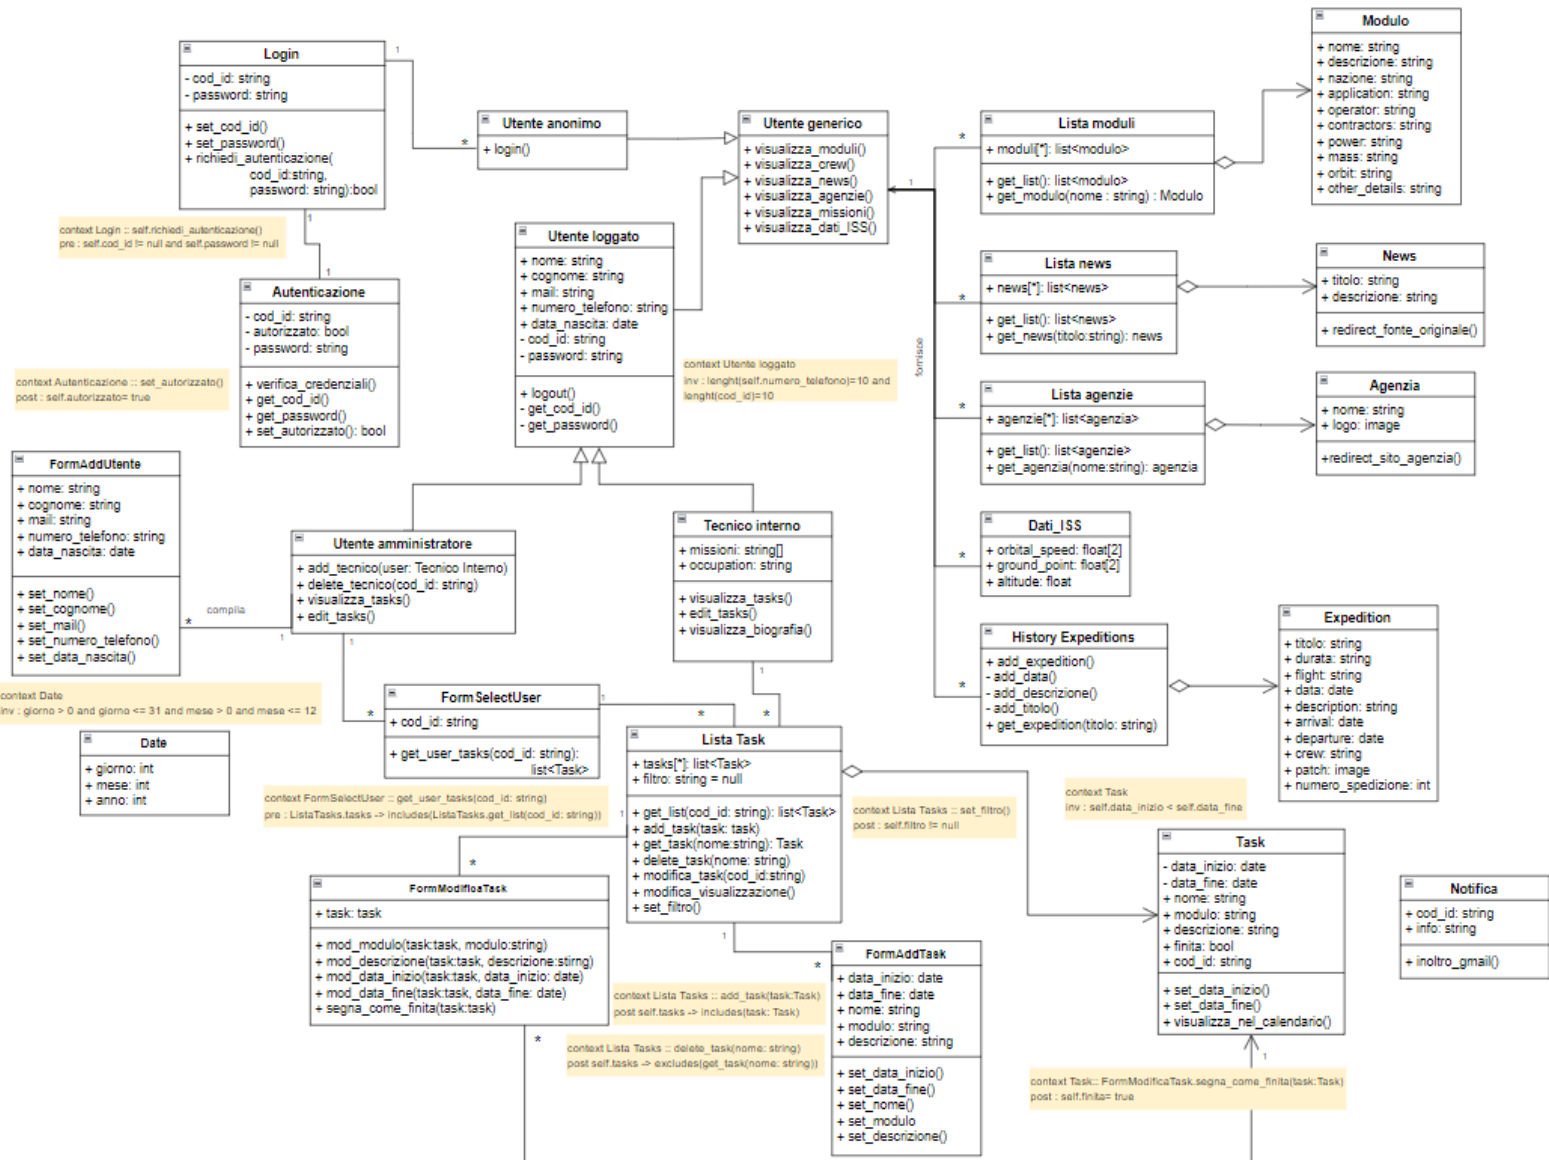 Login
- cod_id: string
- password: string
+ set_cod_id()
+ set_password()
+ richiedi_autenticazione(
cod_id:string,
password: string):bool
1
*
1
1
context Login :: self.richiedi_autenticazione()
pre : self.cod_id != null and self.password != null
Autenticazione
- cod_id: string
- autorizzato: bool
- password: string
+ verifica_credenziali()
+ get_cod_id()
+ get_password()
+ set_autorizzato(): bool
context Autenticazione :: set_autorizzato()
post : self.autorizzato= true
Utente anonimo
+ login()
Utente generico
+ visualizza_moduli()
+ visualizza_crew()
+ visualizza_news()
+ visualizza_agenzie()
+ visualizza_missioni()
+ visualizza_dati_ISS()
1
fornisce
Utente loggato
+ nome: string
+ cognome: string
+ mail: string
+ numero_telefono: string
+ data_nascita: date
- cod_id: string
- password: string
+ logout()
- get_cod_id()
- get_password()
context Utente loggato
inv : lenght(self.numero_telefono)=10 and
lenght(cod_id)=10
Lista moduli
+ moduli[*]: list<modulo>
+ get_list(): list<modulo>
+ get_modulo(nome : string) : Modulo
*
Modulo
+ nome: string
+ descrizione: string
+ nazione: string
+ application: string
+ operator: string
+ contractors: string
+ power: string
+ mass: string
+ orbit: string
+ other_details: string
Lista news
+ news[*]: list<news>
+ get_list(): list<news>
+ get_news(titolo:string): news
*
News
+ titolo: string
+ descrizione: string
+ redirect_fonte_originale()
Lista agenzie
+ agenzie[*]: list<agenzia>
+ get_list(): list<agenzie>
+ get_agenzia(nome:string): agenzia
*
Agenzia
+ nome: string
+ logo: image
+redirect_sito_agenzia()
Dati_ISS
+ orbital_speed: float[2]
+ ground_point: float[2]
+ altitude: float
*
History Expeditions
+ add_expedition()
- add_data()
- add_descrizione()
- add_titolo()
+ get_expedition(titolo: string)
*
Expedition
+ titolo: string
+ durata: string
+ flight: string
+ data: date
+ description: string
+ arrival: date
+ departure: date
+ crew: string
+ patch: image
+ numero_spedizione: int
FormAddUtente
+ nome: string
+ cognome: string
+ mail: string
+ numero_telefono: string
+ data_nascita: date
+ set_nome()
+ set_cognome()
+ set_mail()
+ set_numero_telefono()
+ set_data_nascita()
*
compila
1
Utente amministratore
+ add_tecnico(user: Tecnico Interno)
+ delete_tecnico(cod_id: string)
+ visualizza_tasks()
+ edit_tasks()
1
*
Tecnico interno
+ missioni: string[]
+ occupation: string
+ visualizza_tasks()
+ edit_tasks()
+ visualizza_biografia()
1
*
context Date
inv : giorno > 0 and giorno <= 31 and mese > 0 and mese <= 12
Date
+ giorno: int
+ mese: int
+ anno: int
FormSelectUser
+ cod_id: string
+ get_user_tasks(cod_id: string):
list<Task>
1
*
context FormSelectUser :: get_user_tasks(cod_id: string)
pre : ListaTasks.tasks -> includes(ListaTasks.get_list(cod_id: string))
Lista Task
+ tasks[*]: list<Task>
+ filtro: string = null
+ get_list(cod_id: string): list<Task>
+ add_task(task: task)
+ get_task(nome:string): Task
+ delete_task(nome: string)
+ modifica_task(cod_id:string)
+ modifica_visualizzazione()
+ set_filtro()
1
*
1
*
context Lista Tasks :: set_filtro()
post : self.filtro != null
context Task
inv : self.data_inizio < self.data_fine
FormModificaTask
+ task: task
+ mod_modulo(task:task, modulo:string)
+ mod_descrizione(task:task, descrizione:stirng)
+ mod_data_inizio(task:task, data_inizio: date)
+ mod_data_fine(task:task, data_fine: date)
+ segna_come_finita(task:task)
*
context Lista Tasks :: add_task(task:Task)
post self.tasks -> includes(task: Task)
context Lista Tasks :: delete_task(nome: string)
post self.tasks -> excludes(get_task(nome: string))
FormAddTask
+ data_inizio: date
+ data_fine: date
+ nome: string
+ modulo: string
+ descrizione: string
+ set_data_inizio()
+ set_data_fine()
+ set_nome()
+ set_modulo
+ set_descrizione()
Task
- data_inizio: date
- data_fine: date
+ nome: string
+ modulo: string
+ descrizione: string
+ finita: bool
+ cod_id: string
+ set_data_inizio()
+ set_data_fine()
+ visualizza_nel_calendario()
1
context Task:: FormModificaTask.segna_come_finita(task:Task)
post : self.finita= true
Notifica
+ cod_id: string
+ info: string
+ inoltro_gmail()